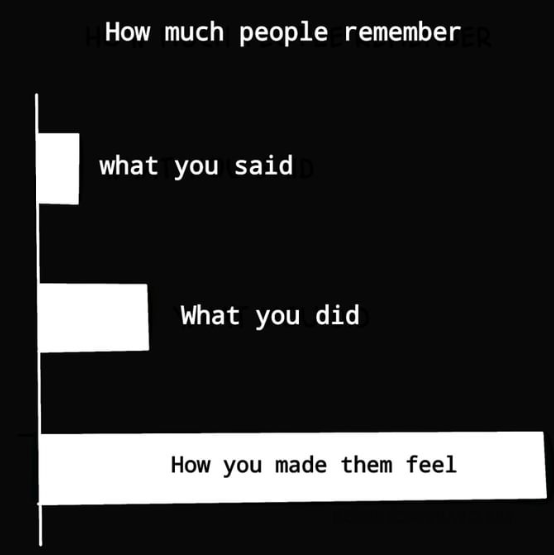 How much people remember
what you said
What you did
How you made them feel